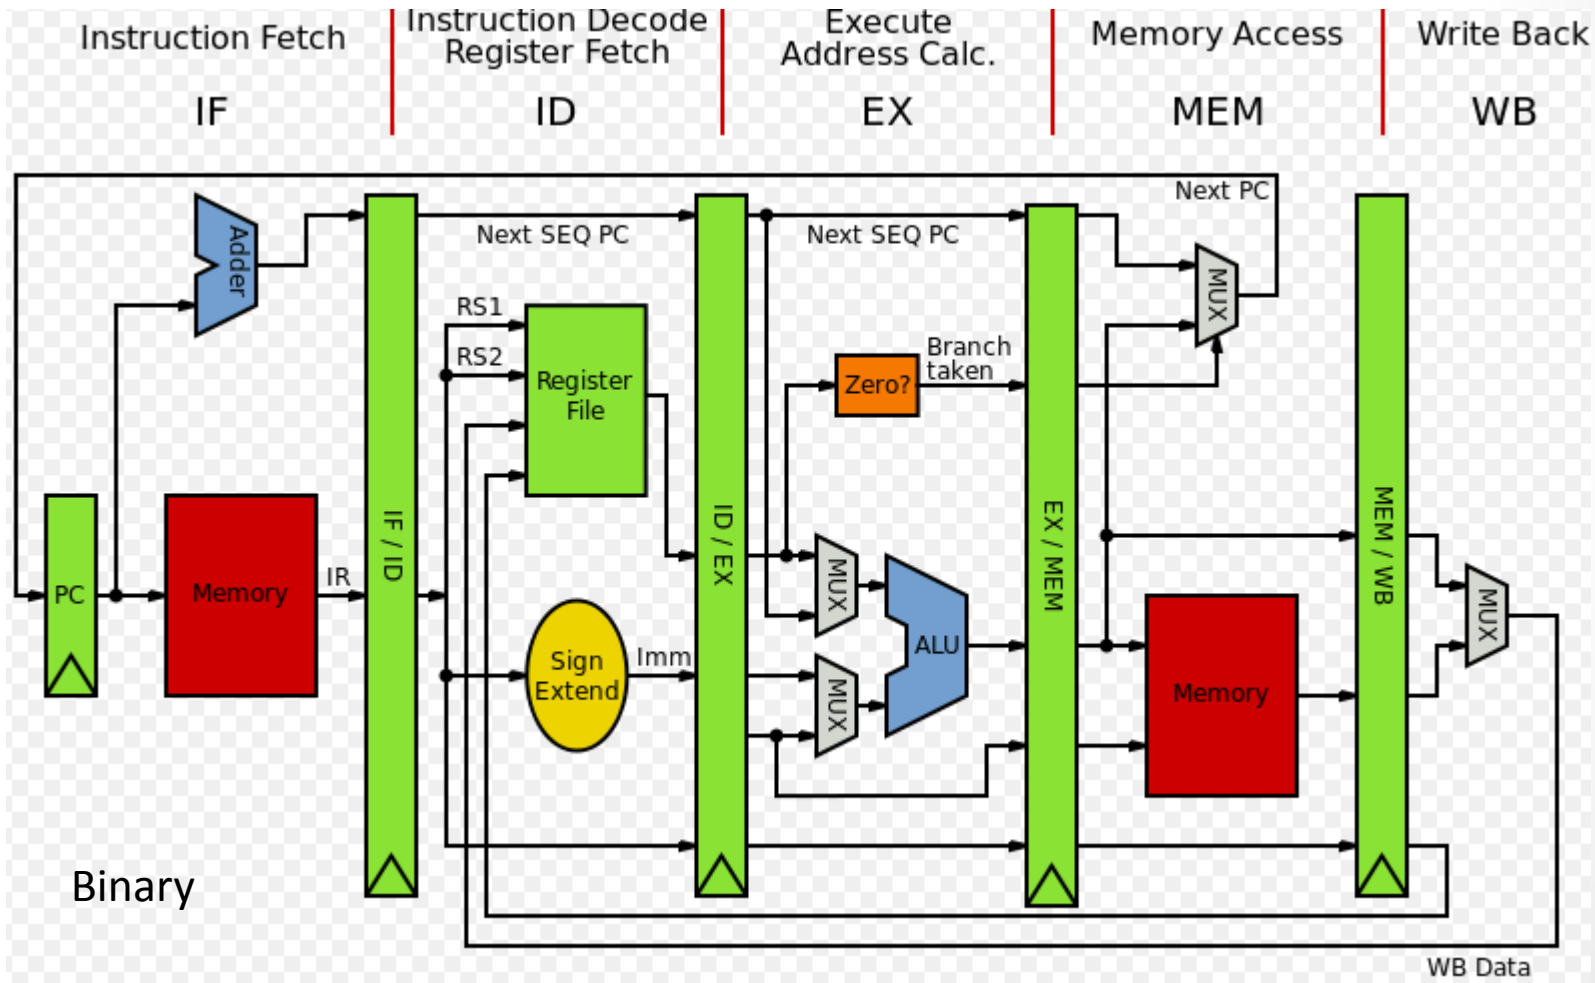 Instruction Fetch
Instruction Decode
Register Fetch
Execute
Address Calc.
Memory Access
Write Back
IF
ID
EX
MEM
WB
Next PC
Adder
Next SEQ PC
Next SEQ PC
MUX
RS1
RS2
Register
File
Branch
taken
Zero?
PC
Memory
IR
IF / ID
ID / EX
EX / MEM
MEM / WB
MUX
MUX
ALU
Sign
Extend
Imm
Memory
MUX
Binary
WB Data